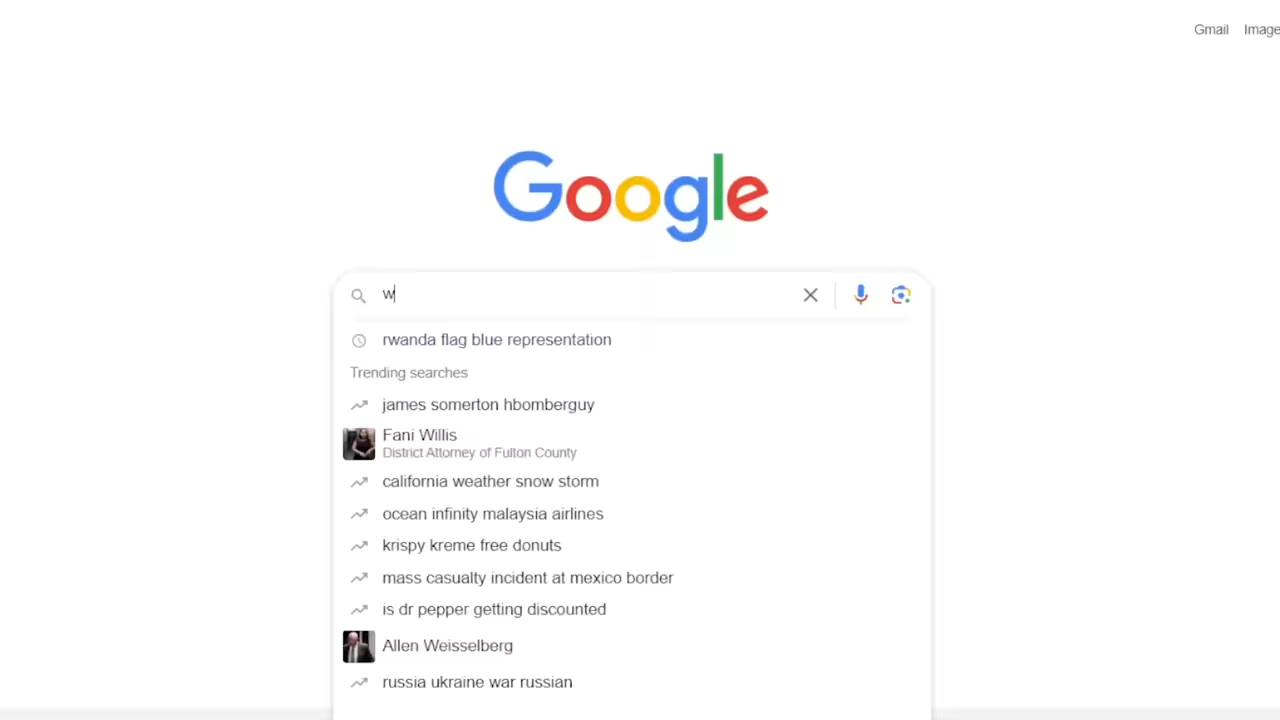 Gmail Image
Google
w
rwanda flag blue representation
Trending searches
james somerton hbomberguy
Fani Willis
District Attorney of Fulton County
california weather snow storm
ocean infinity malaysia airlines
krispy kreme free donuts
mass casualty incident at mexico border
is dr pepper getting discounted
Allen Weisselberg
russia ukraine war russian